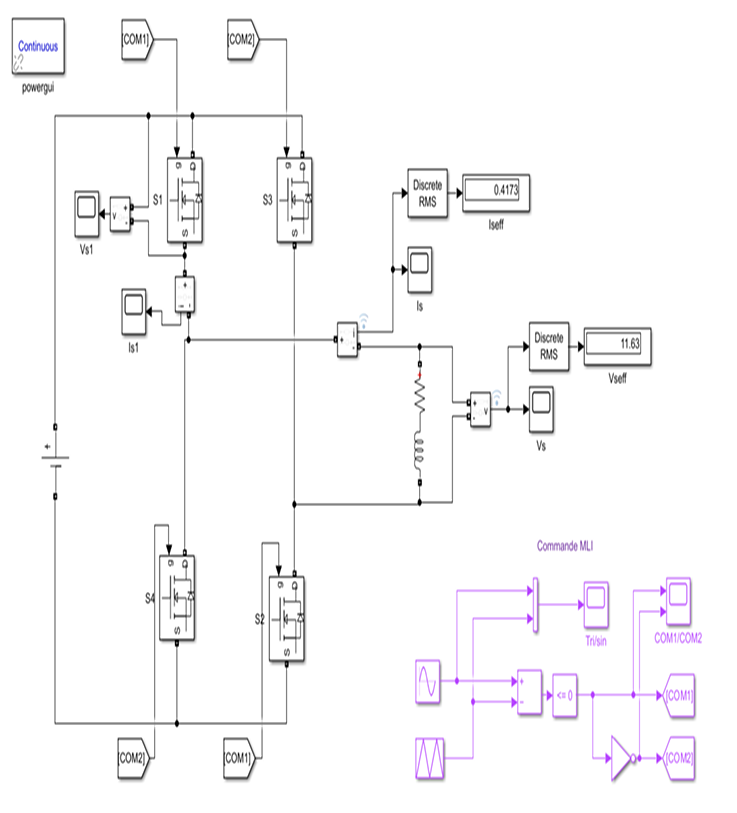 Continuous
powergui
[COM1]
[COM2]
g
D
S1
S
g
D
S3
S
+
-
v
Vs1
+
-
i
Is1
Discrete
RMS
0.4173
Iseff
Is
+
i
-
Discrete
RMS
11.63
Vseff
+
-
v
Vs
+
g
D
S4
S
g
D
S2
S
[COM2]
[COM1]
Commande MLI
Tri/sin
COM1/COM2
+
-
<= 0
[COM1]
[COM2]